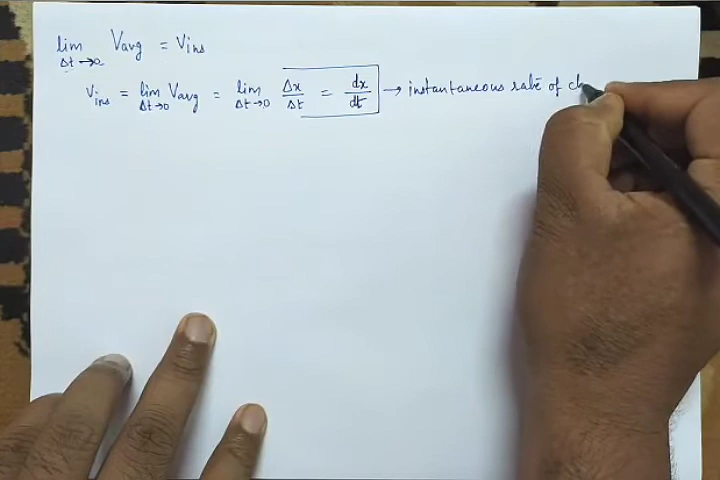 lim Vavg = Vins
Δt→0
Vins = lim Vavg = lim Δx/Δt = dx/dt → instantaneous rate of ch
Δt→0 Δt→0